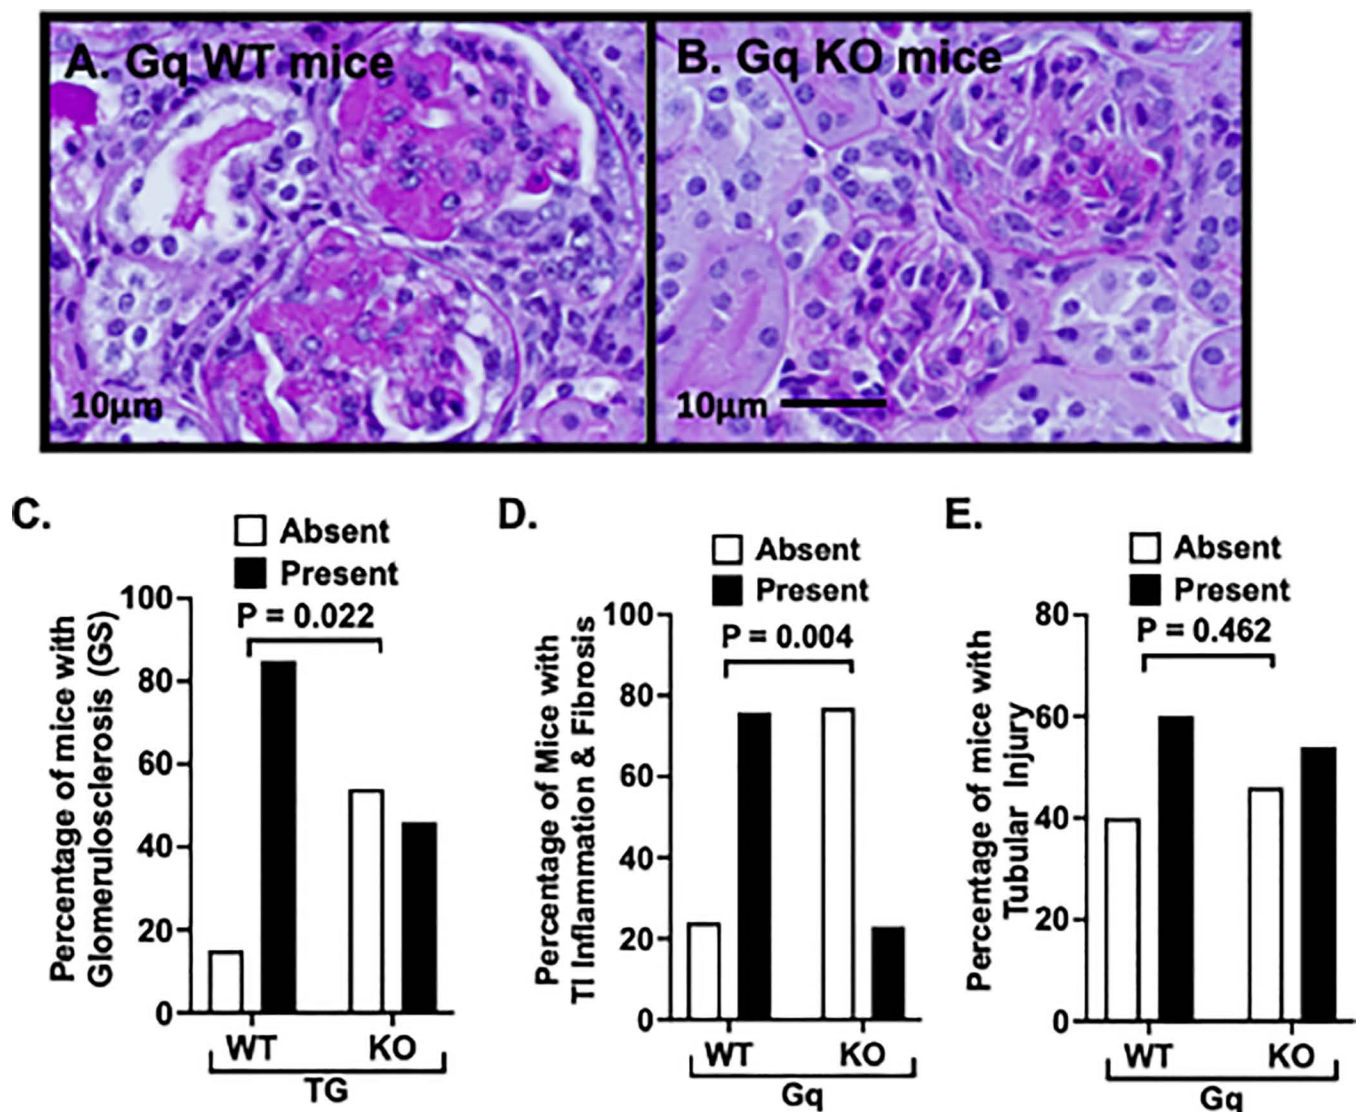 A. Gq WT mice
B. Gq KO mice
10µm
10µm
C.
Absent
Present
P = 0.022
Percentage of mice with
Glomerulosclerosis (GS)
100
80
60
40
20
0
WT
KO
TG
D.
Absent
Present
P = 0.004
Percentage of Mice with
TI Inflammation & Fibrosis
100
80
60
40
20
0
WT
KO
Gq
E.
Absent
Present
P = 0.462
Percentage of mice with
Tubular Injury
80
60
40
20
0
WT
KO
Gq